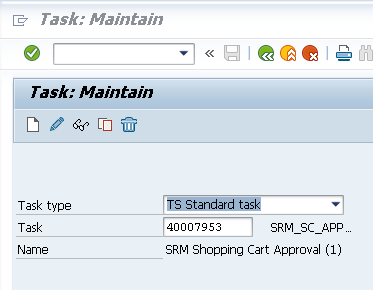 Task: Maintain
Task: Maintain
Task type TS Standard task
Task 40007953 SRM_SC_APP...
Name SRM Shopping Cart Approval (1)